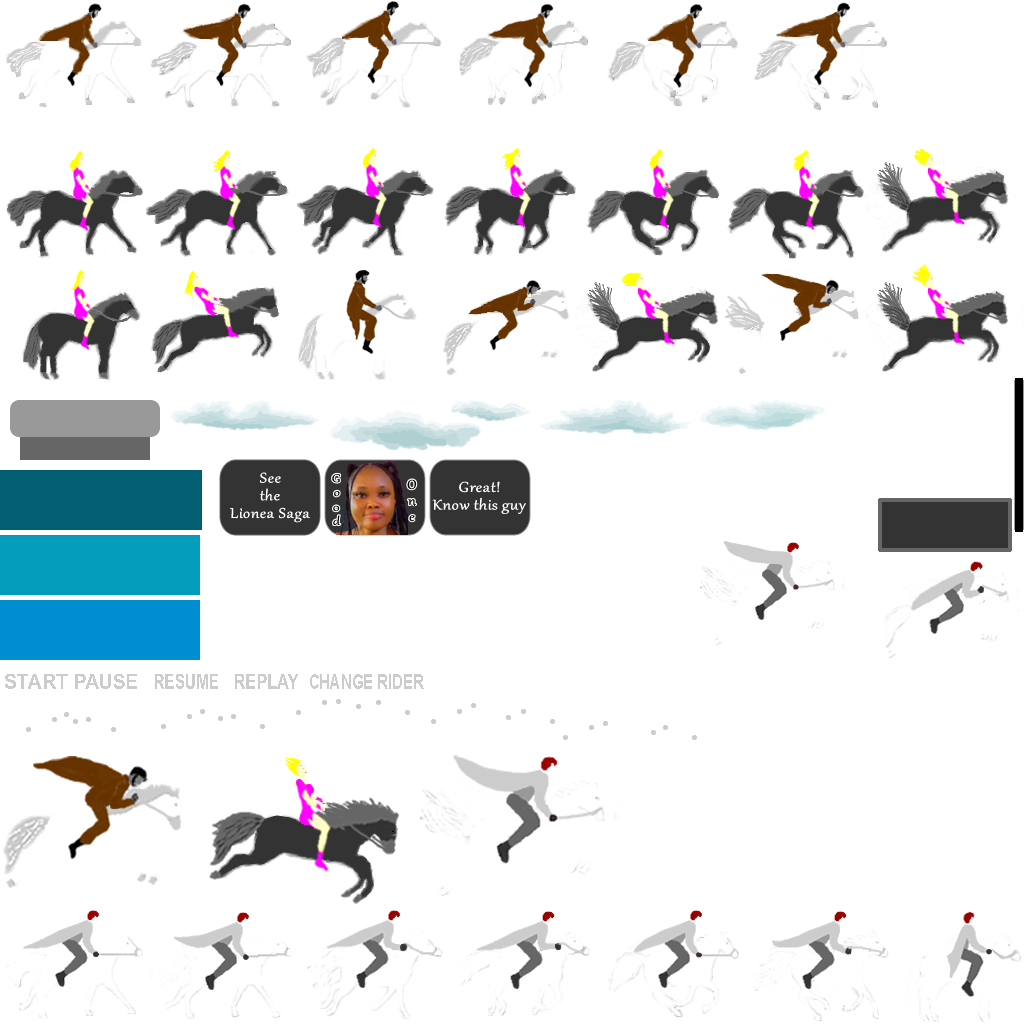 See
the
Lionea Saga
Good
One
Great!
Know this guy
START PAUSE RESUME REPLAY CHANGE RIDER